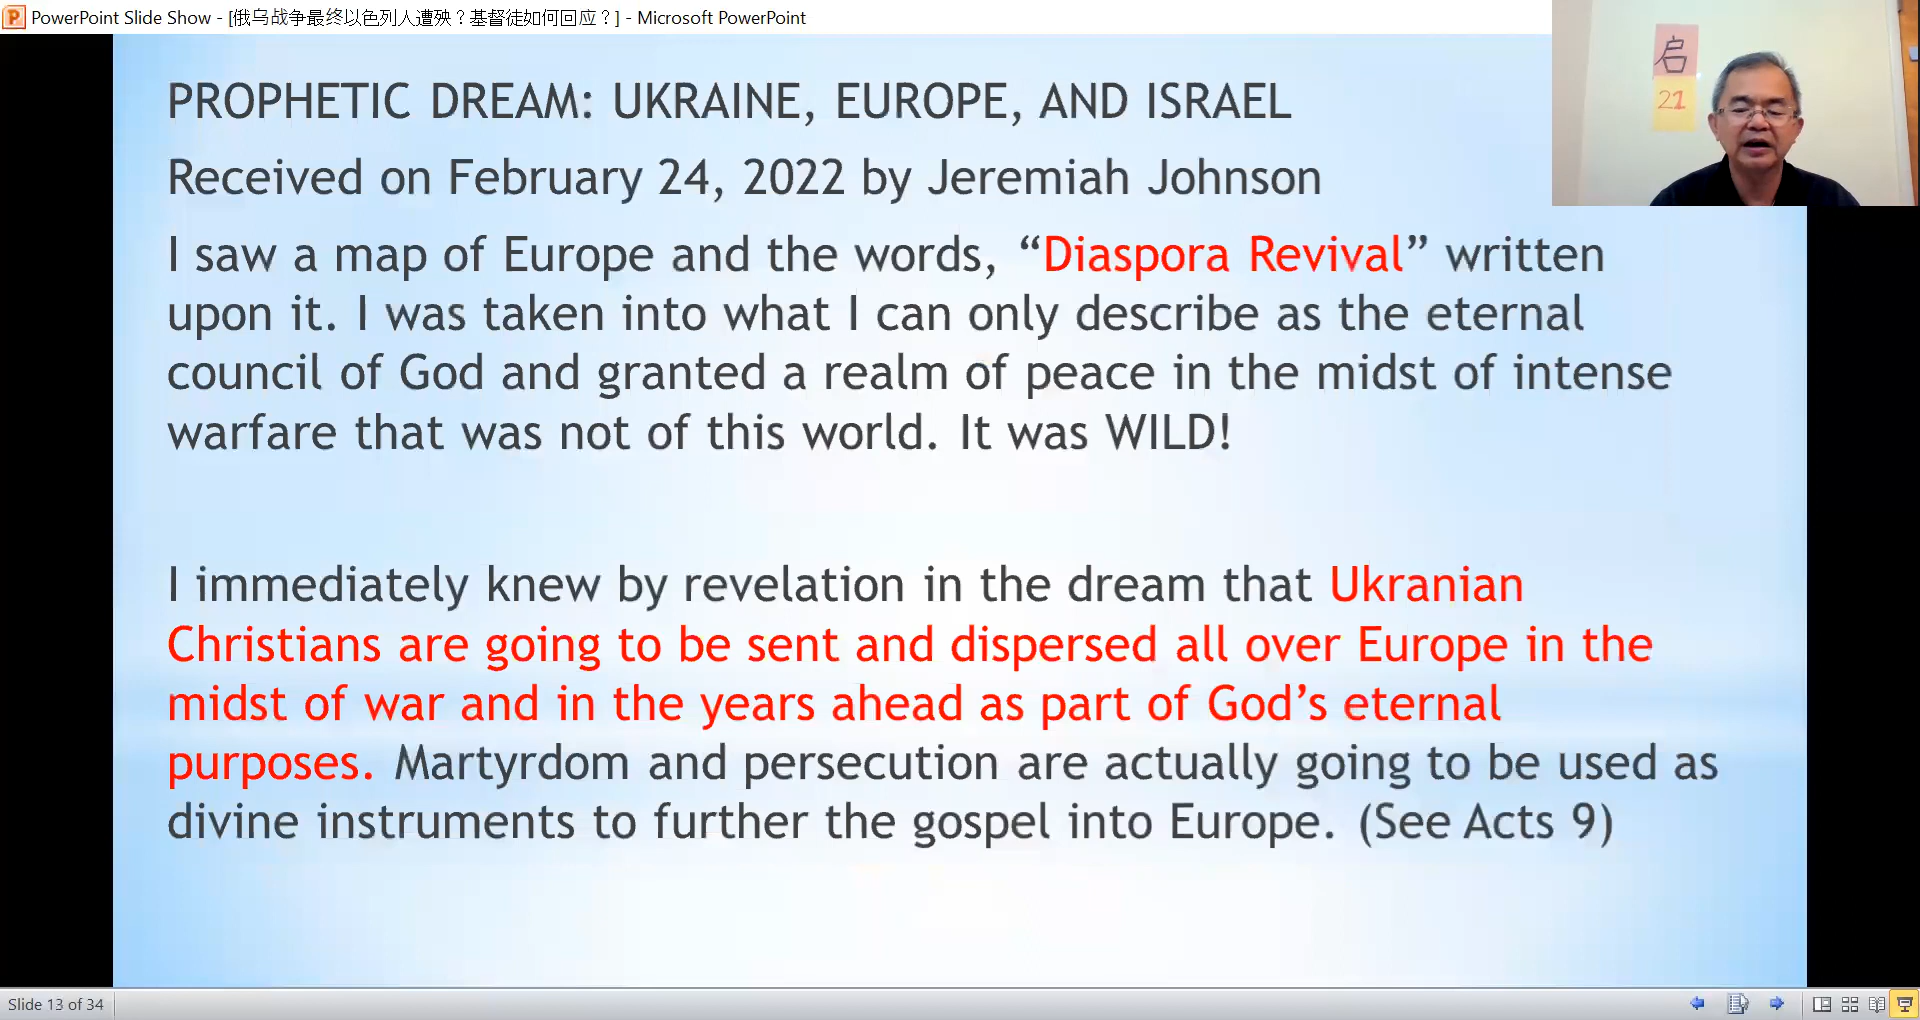 PowerPoint Slide Show - [俄乌战争最终以色列人遭殃？基督徒如何回应？] - Microsoft PowerPoint
启
21
PROPHETIC DREAM: UKRAINE, EUROPE, AND ISRAEL
Received on February 24, 2022 by Jeremiah Johnson
I saw a map of Europe and the words, “Diaspora Revival” written
upon it. I was taken into what I can only describe as the eternal
council of God and granted a realm of peace in the midst of intense
warfare that was not of this world. It was WILD!
I immediately knew by revelation in the dream that Ukranian
Christians are going to be sent and dispersed all over Europe in the
midst of war and in the years ahead as part of God’s eternal
purposes. Martyrdom and persecution are actually going to be used as
divine instruments to further the gospel into Europe. (See Acts 9)
Slide 13 of 34